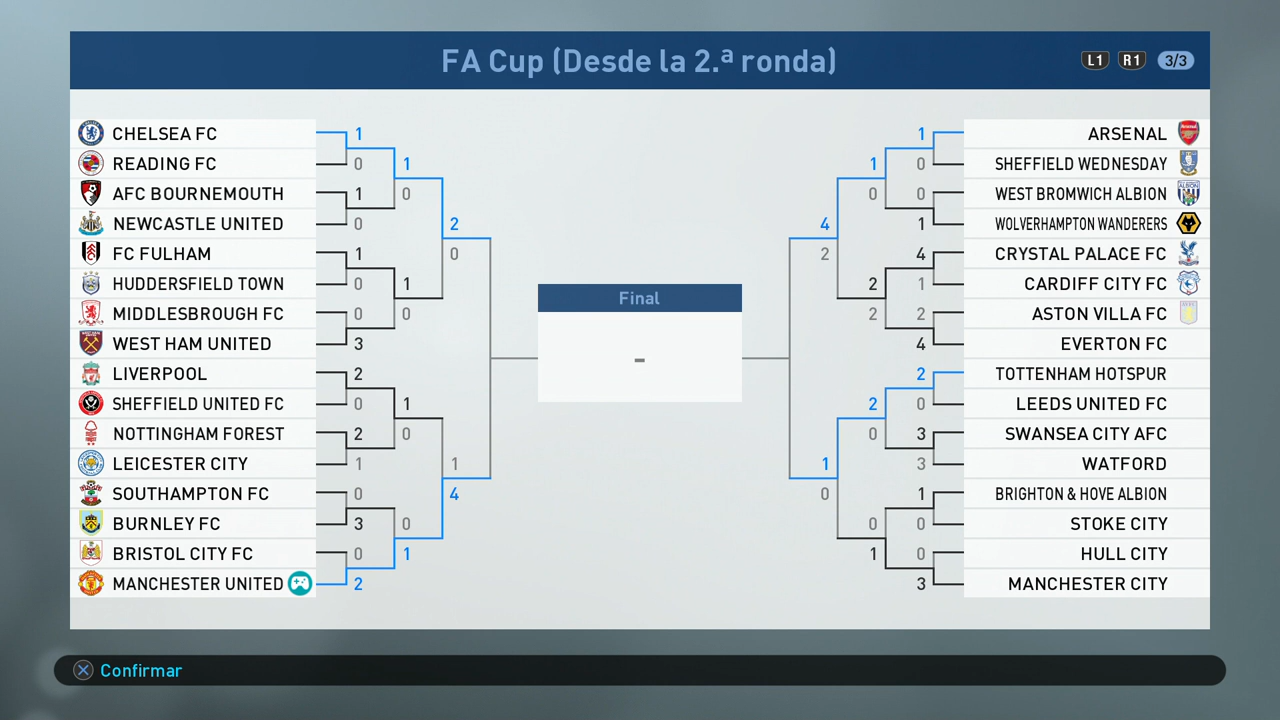 FA Cup (Desde la 2.ª ronda)
L1 R1 3/3
CHELSEA FC 1
READING FC 0
1
0
AFC BOURNEMOUTH 1
NEWCASTLE UNITED 0
2
0
FC FULHAM 1
HUDDERSFIELD TOWN 0
1
0
MIDDLESBROUGH FC 0
WEST HAM UNITED 3
LIVERPOOL 2
SHEFFIELD UNITED FC 0
1
0
NOTTINGHAM FOREST 2
LEICESTER CITY 1
1
4
SOUTHAMPTON FC 0
BURNLEY FC 3
0
1
BRISTOL CITY FC 0
MANCHESTER UNITED 2
Final
-
1 ARSENAL
0 SHEFFIELD WEDNESDAY
1
0
0 WEST BROMWICH ALBION
1 WOLVERHAMPTON WANDERERS
4
2
4 CRYSTAL PALACE FC
1 CARDIFF CITY FC
2
2
2 ASTON VILLA FC
4 EVERTON FC
2 TOTTENHAM HOTSPUR
0 LEEDS UNITED FC
2
0
3 SWANSEA CITY AFC
3 WATFORD
1
0
1 BRIGHTON & HOVE ALBION
0 STOKE CITY
0
1
0 HULL CITY
3 MANCHESTER CITY
Confirmar